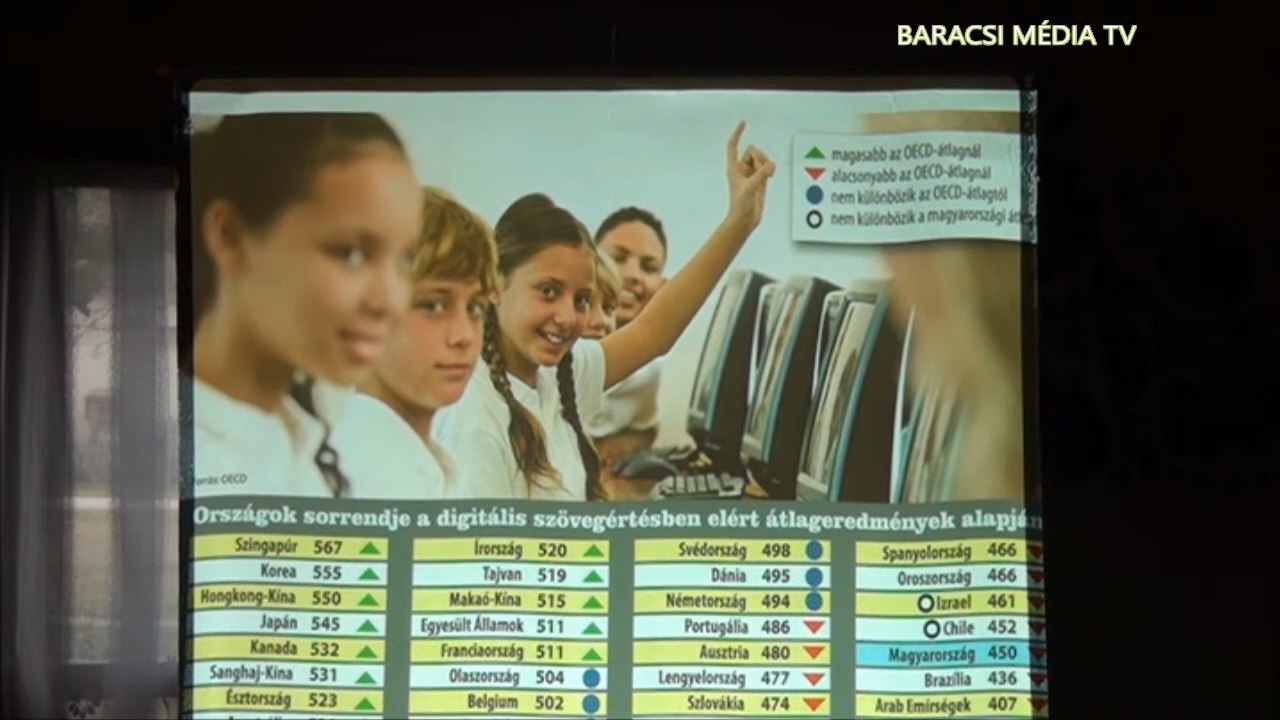 BARACSI MÉDIA TV
magasabb az OECD-átlagnál
alacsonyabb az OECD-átlagnál
nem különbözik az OECD-átlagtól
nem különbözik a magyarországi
OECD
Országok sorrendje a digitális szövegértésben elért átlageredmények alapján
Szingapúr 567
Korea 555
Hongkong-Kína 550
Japán 545
Kanada 532
Sanghaj-Kína 531
Észtország 523
Írország 520
Tajvan 519
Makaó-Kína 515
Egyesült Államok 511
Franciaország 511
Olaszország 504
Belgium 502
Svédország 498
Dánia 495
Németország 494
Portugália 486
Ausztria 480
Lengyelország 477
Szlovákia 474
Spanyolország 466
Oroszország 466
Izrael 461
Chile 452
Magyarország 450
Brazília 436
Arab Emírségek 407